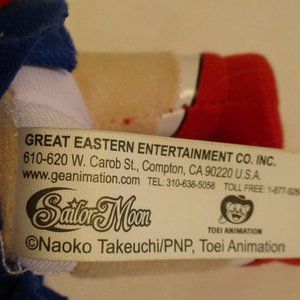 GREAT EASTERN ENTERTAINMENT CO. INC.
610-620 W. Carob St., Compton, CA 90220 U.S.A.
www.geanimation.com TEL: 310-638-5058 TOLL FREE: 1-877-926
Sailor Moon
TOEI ANIMATION
©Naoko Takeuchi/PNP, Toei Animation